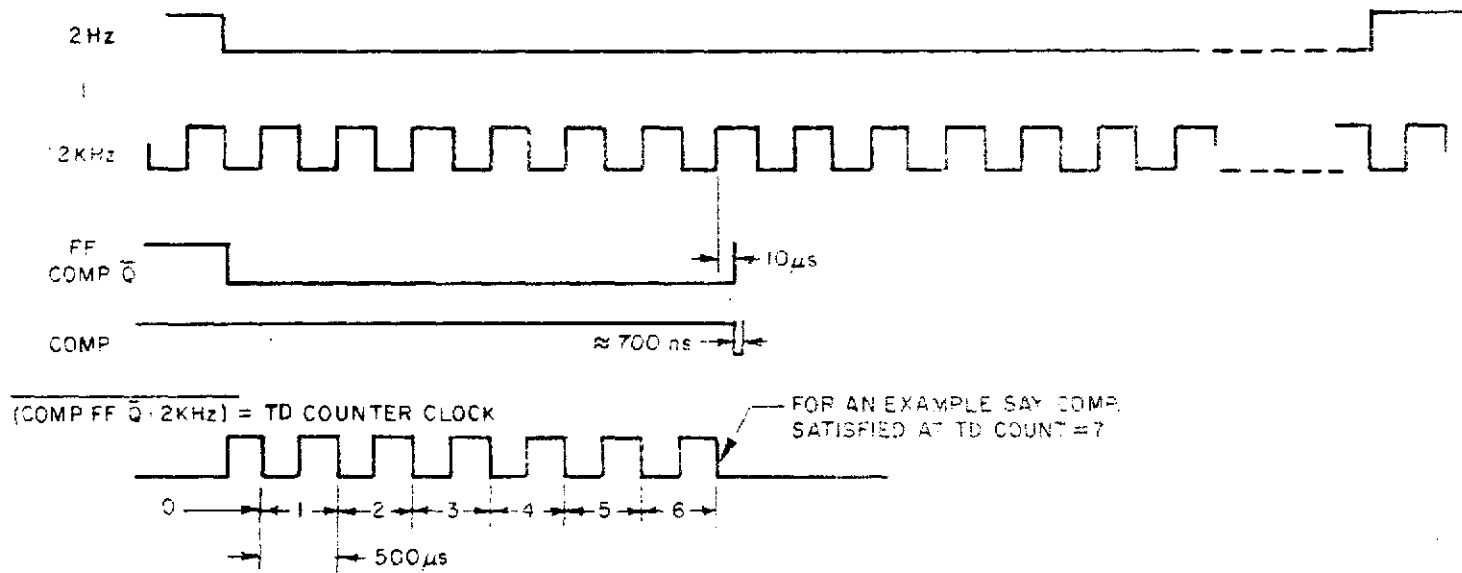 2Hz
2KHz
FF
COMP Q̅
10μs
COMP
≈ 700 ns
(COMP FF Q̅ · 2KHz) = TD COUNTER CLOCK
FOR AN EXAMPLE SAY COMP.
SATISFIED AT TD COUNT = 7
0 1 2 3 4 5 6
500μs